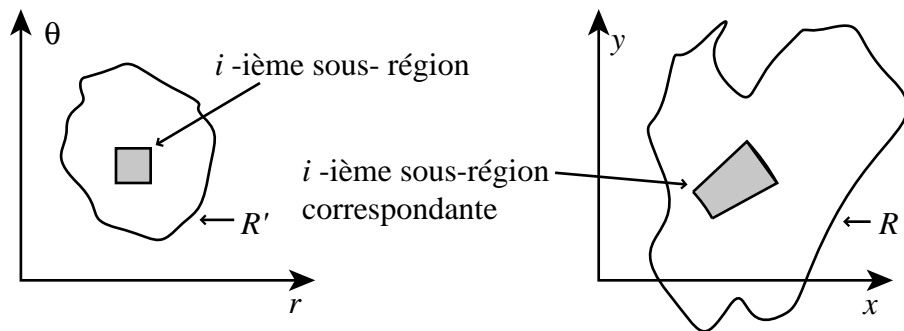 θ
i -ième sous- région
R'
r
y
i -ième sous-région
correspondante
R
x